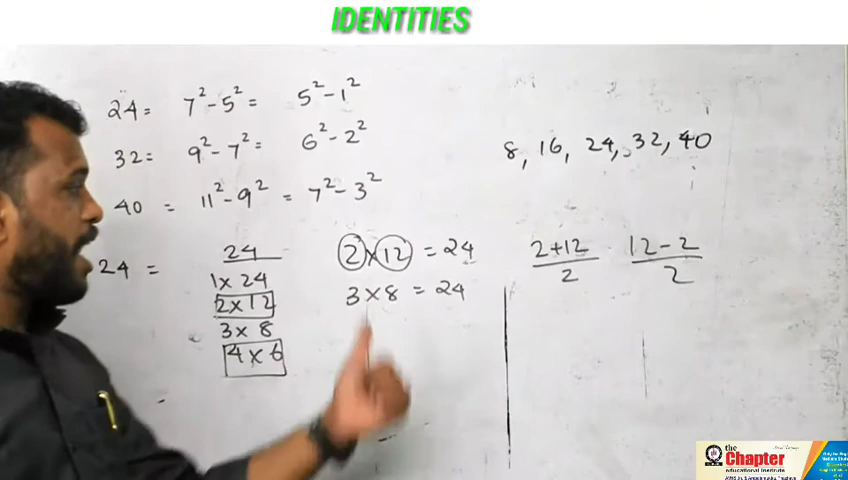 IDENTITIES
24 = 7² - 5² = 5² - 1²
32 = 9² - 7² = 6² - 2²
40 = 11² - 9² = 7² - 3²
8, 16, 24, 32, 40
24 =
24
1 x 24
2 x 12
3 x 8
4 x 6
2 x 12 = 24
3 x 8 = 24
2+12 / 2
12-2 / 2
the
Chapter
educational institute